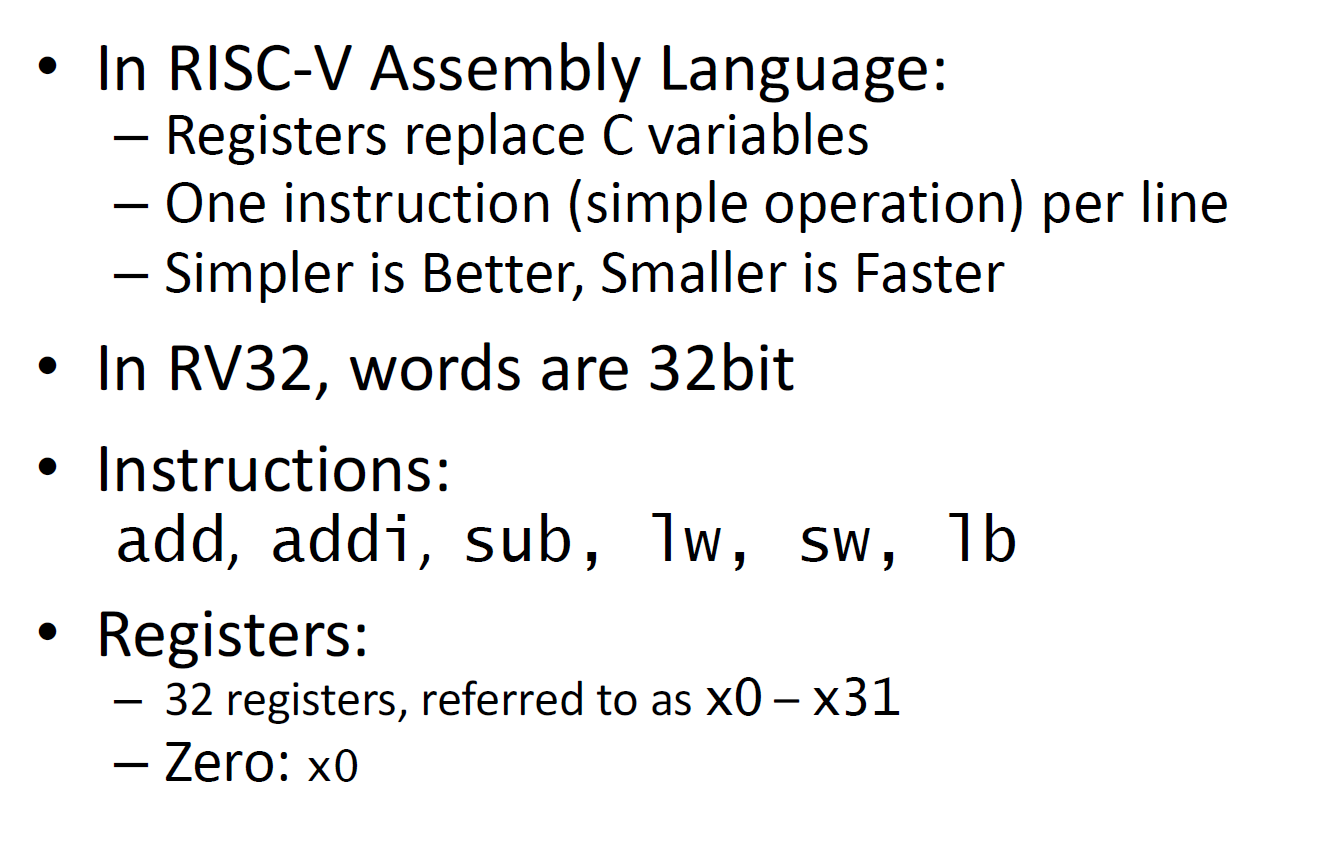 • In RISC-V Assembly Language:
– Registers replace C variables
– One instruction (simple operation) per line
– Simpler is Better, Smaller is Faster
• In RV32, words are 32bit
• Instructions:
add, addi, sub, lw, sw, lb
• Registers:
– 32 registers, referred to as x0 – x31
– Zero: x0